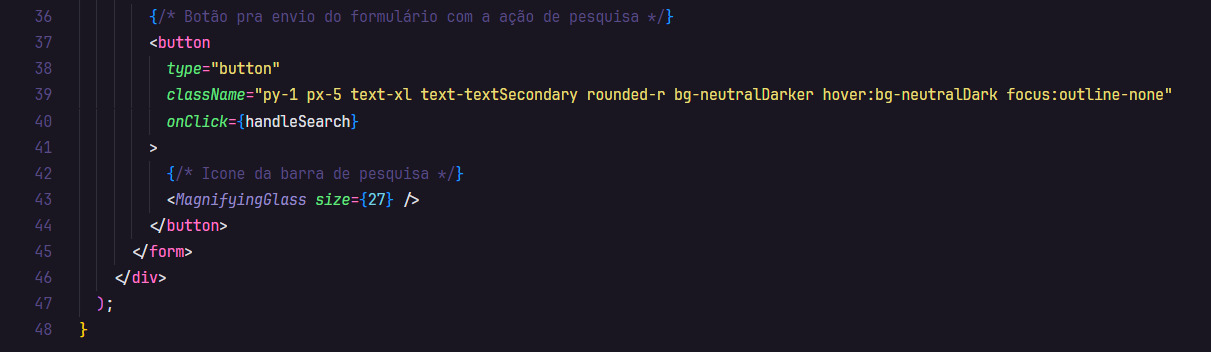 36 {/* Botão pra envio do formulário com a ação de pesquisa */}
37 <button
38 type="button"
39 className="py-1 px-5 text-xl text-textSecondary rounded-r bg-neutralDarker hover:bg-neutralDark focus:outline-none"
40 onClick={handleSearch}
41 >
42 {/* Icone da barra de pesquisa */}
43 <MagnifyingGlass size={27} />
44 </button>
45 </form>
46 </div>
47 );
48 }